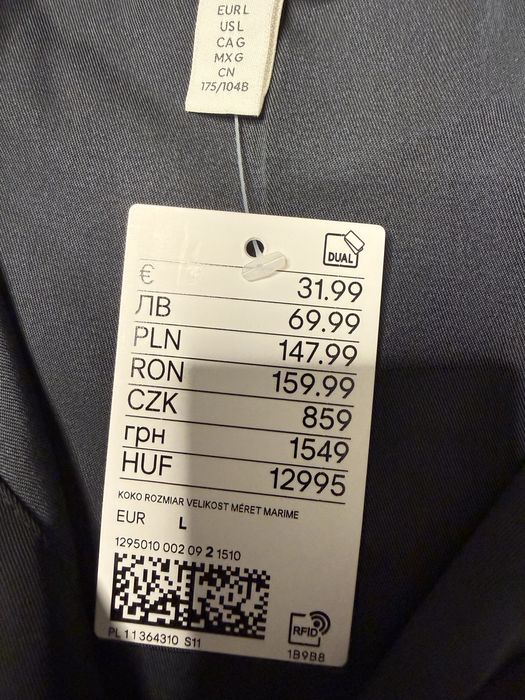 EUR L
US L
CA G
MX G
CN
175/104B
DUAL
€ 31.99
ЛВ 69.99
PLN 147.99
RON 159.99
CZK 859
грн 1549
HUF 12995
KOKO ROZMIAR VELIKOST MÉRET MARIME
EUR L
1295010 002 09 2 1510
PL 11 364310 S11
RFID
1B9B8